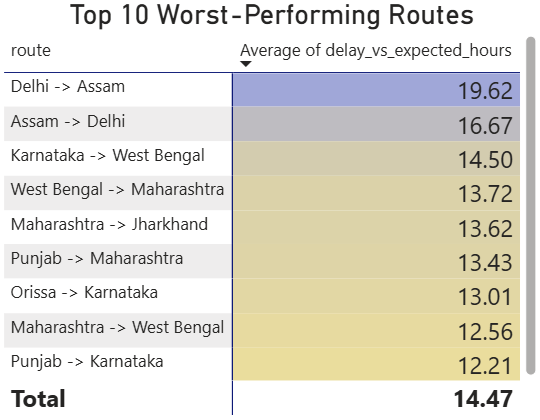 Top 10 Worst-Performing Routes
route Average of delay_vs_expected_hours
Delhi -> Assam 19.62
Assam -> Delhi 16.67
Karnataka -> West Bengal 14.50
West Bengal -> Maharashtra 13.72
Maharashtra -> Jharkhand 13.62
Punjab -> Maharashtra 13.43
Orissa -> Karnataka 13.01
Maharashtra -> West Bengal 12.56
Punjab -> Karnataka 12.21
Total 14.47